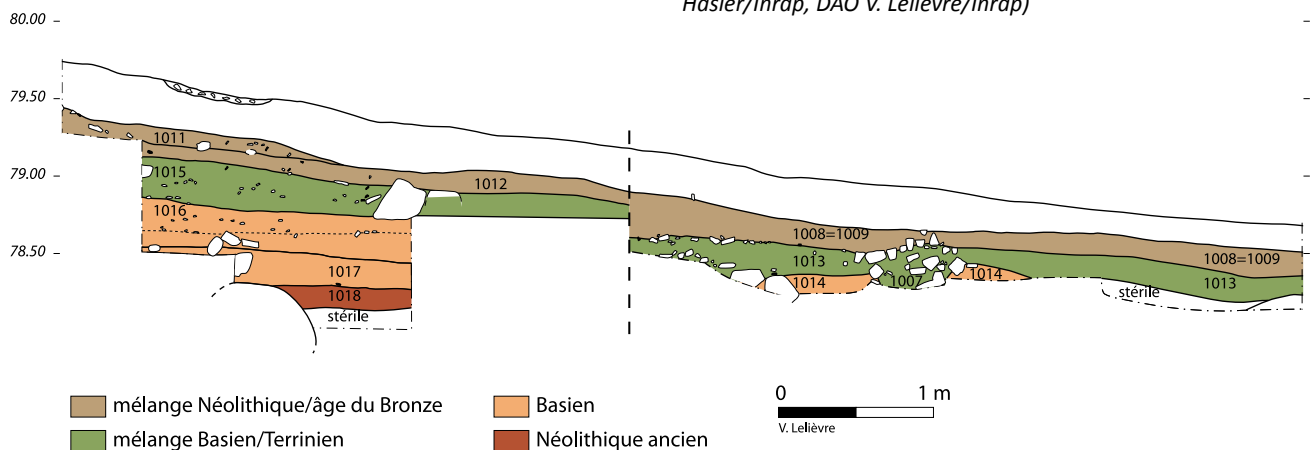 Hasler/Inrap, DAO V. Lelièvre/Inrap)
80.00
79.50
79.00
78.50
1011
1015
1012
1016
1017
1018
stérile
1008=1009
1013
1014
1007
1014
1008=1009
1013
stérile
mélange Néolithique/âge du Bronze
mélange Basien/Terrinien
Basien
Néolithique ancien
0 1 m
V. Lelièvre